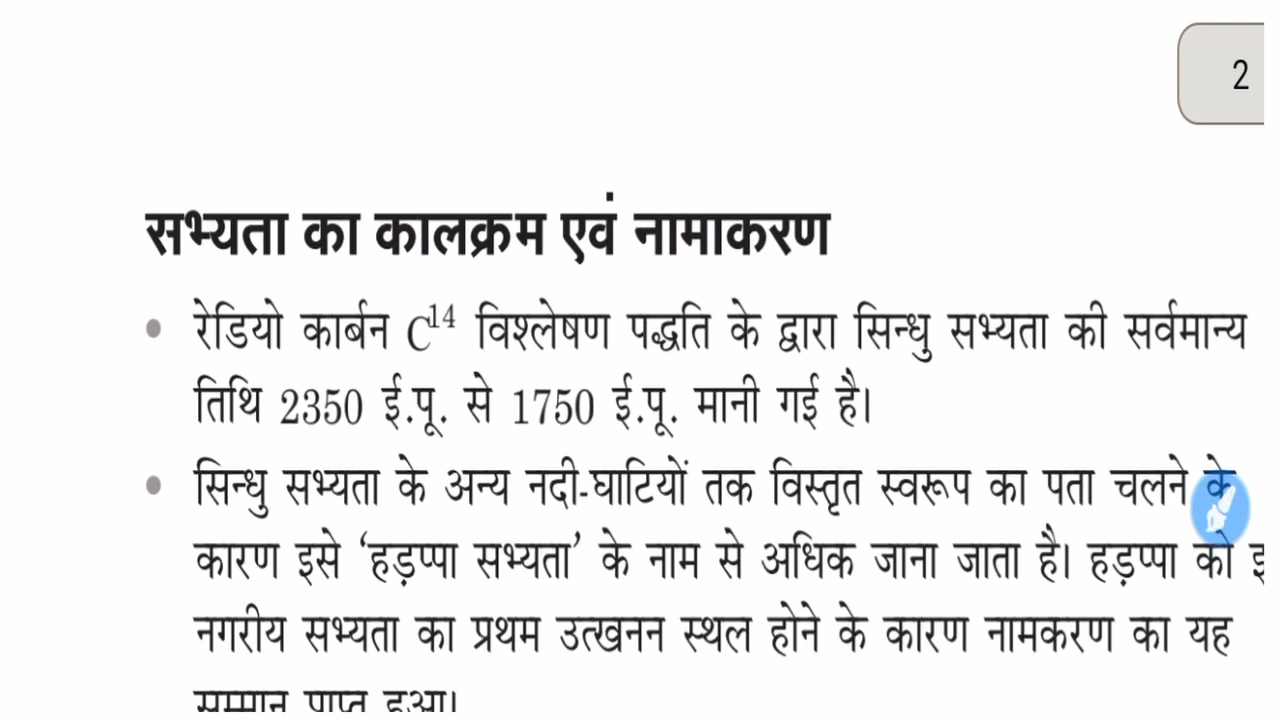 2
सभ्यता का कालक्रम एवं नामाकरण
• रेडियो कार्बन C¹⁴ विश्लेषण पद्धति के द्वारा सिन्धु सभ्यता की सर्वमान्य
तिथि 2350 ई.पू. से 1750 ई.पू. मानी गई है।
• सिन्धु सभ्यता के अन्य नदी-घाटियों तक विस्तृत स्वरूप का पता चलने के
कारण इसे ‘हड़प्पा सभ्यता’ के नाम से अधिक जाना जाता है। हड़प्पा को
नगरीय सभ्यता का प्रथम उत्खनन स्थल होने के कारण नामकरण का यह
सम्मान प्राप्त हुआ।